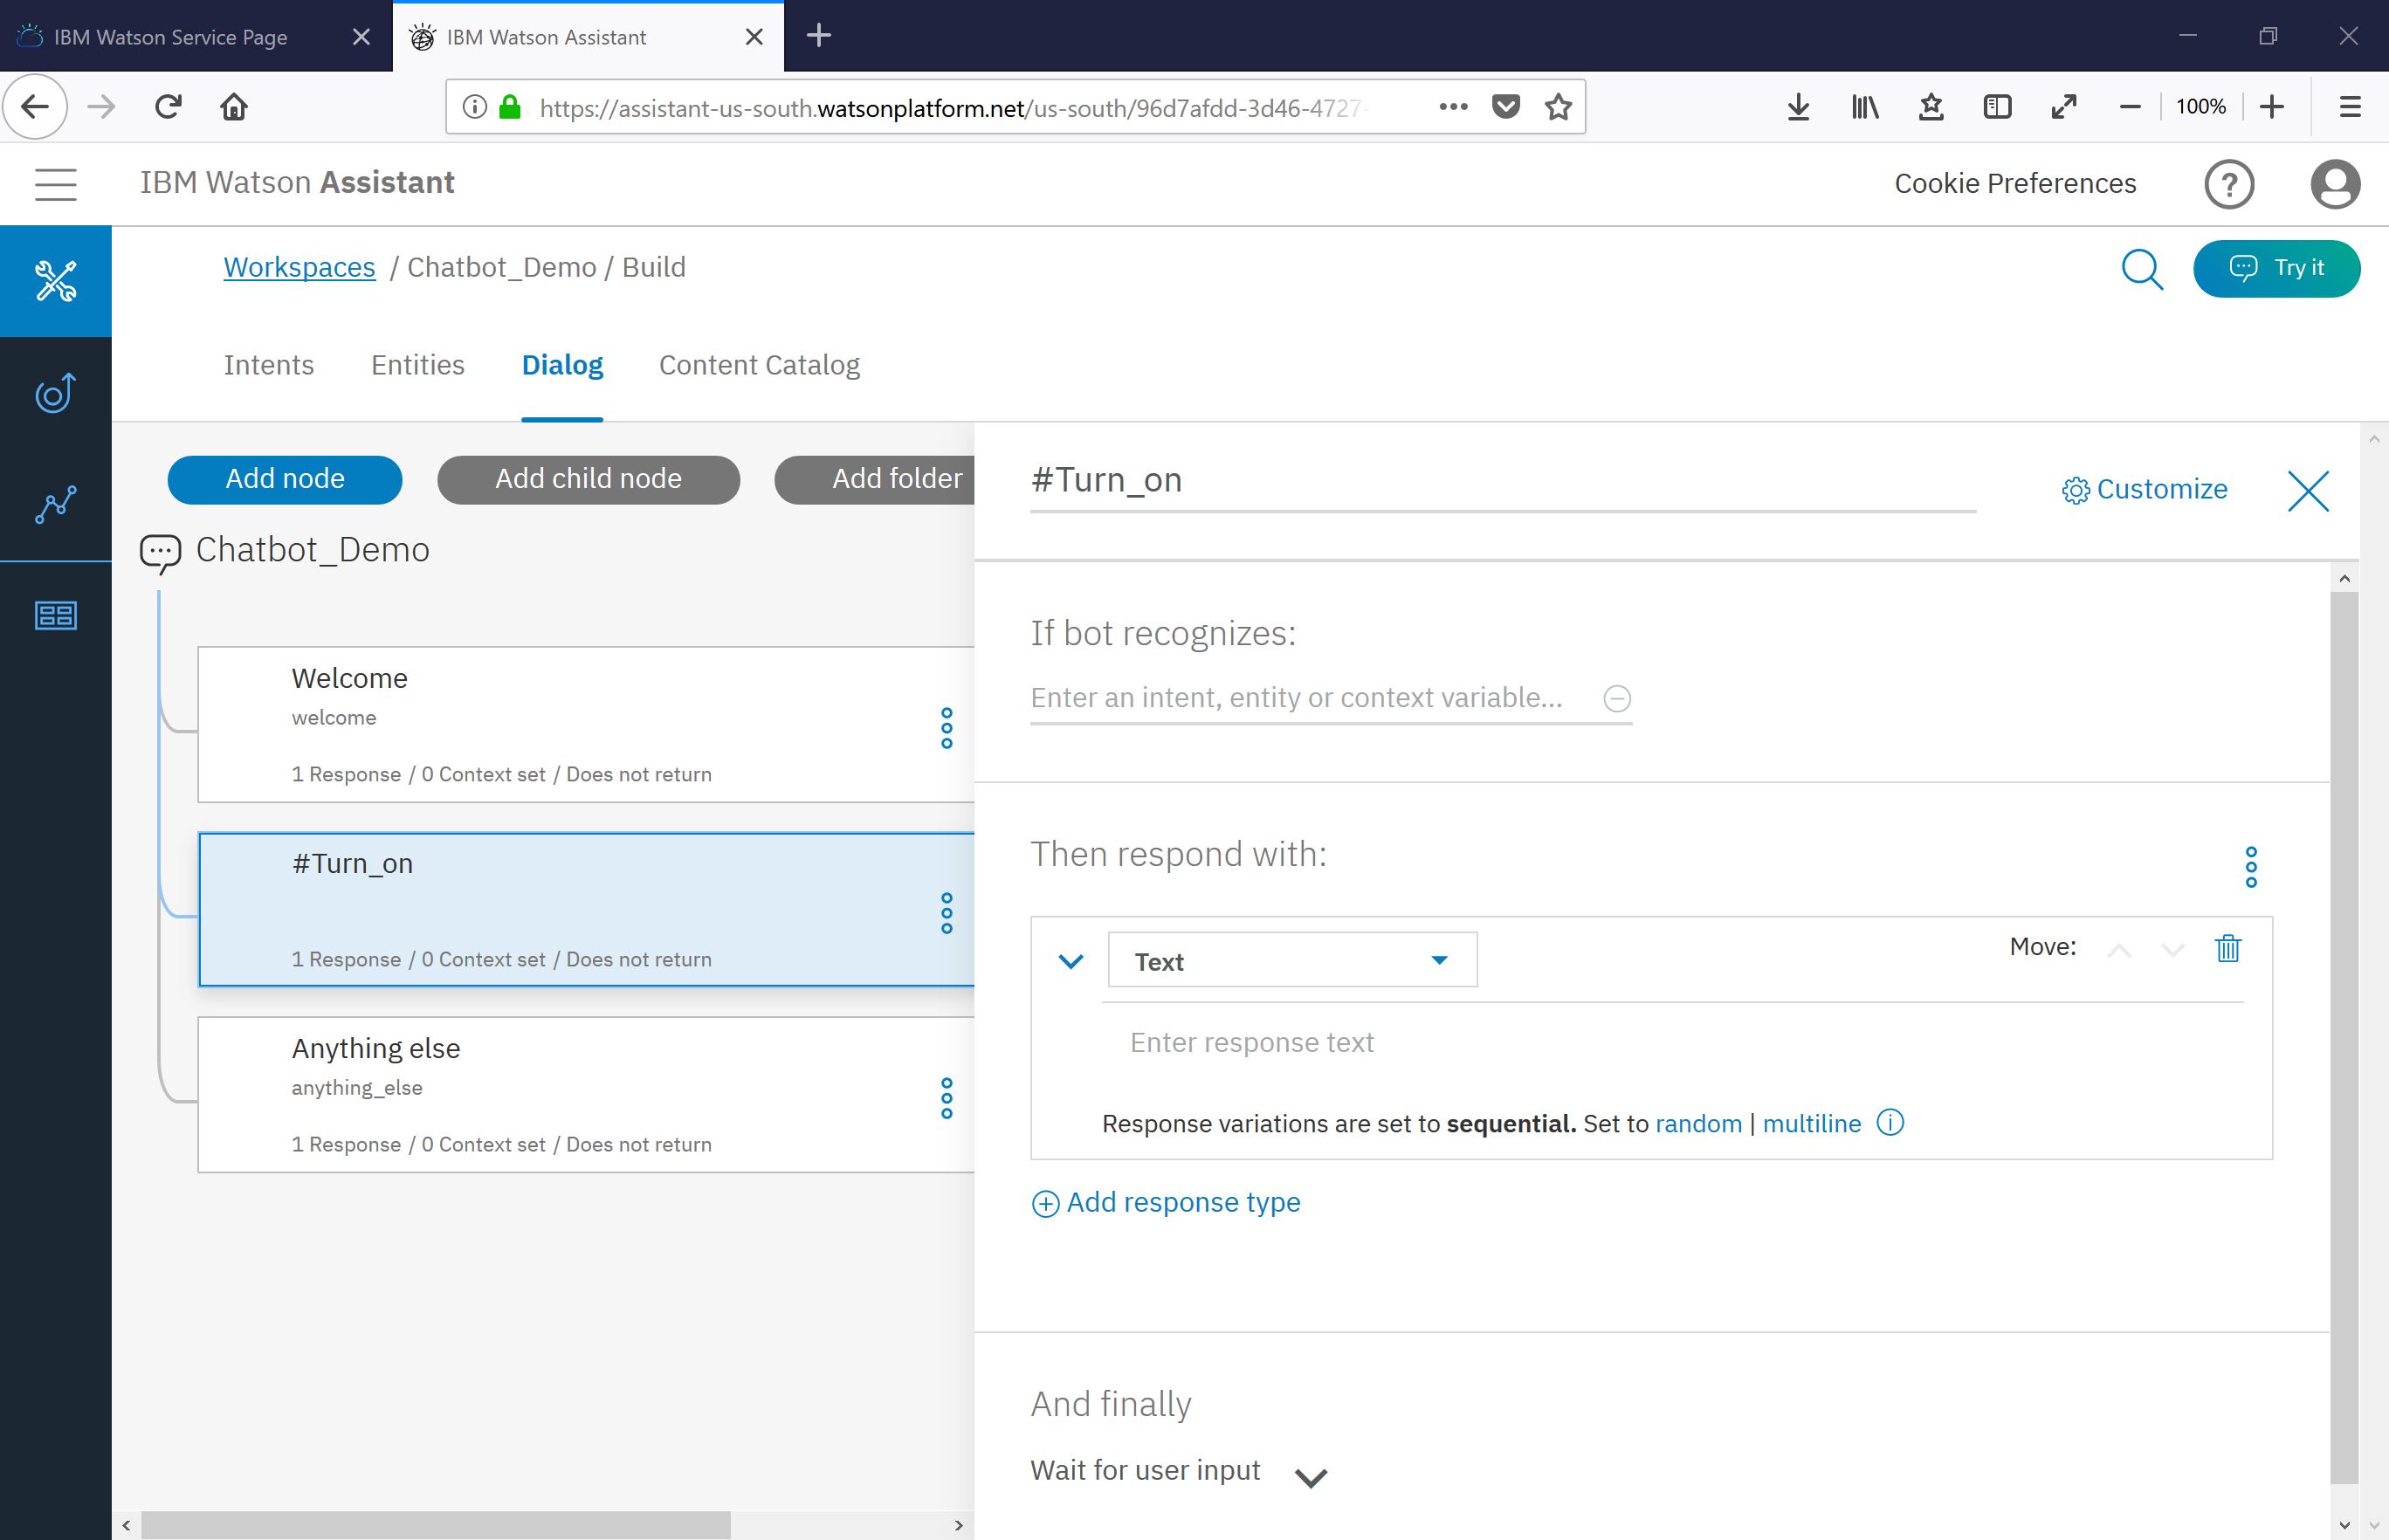 IBM Watson Service Page
IBM Watson Assistant
https://assistant-us-south.watsonplatform.net/us-south/96d7afdd-3d46-4727-
100%
IBM Watson Assistant
Cookie Preferences
?
Workspaces / Chatbot_Demo / Build
Try it
Intents
Entities
Dialog
Content Catalog
Add node
Add child node
Add folder
#Turn_on
Customize
Chatbot_Demo
Welcome
welcome
1 Response / 0 Context set / Does not return
#Turn_on
1 Response / 0 Context set / Does not return
Anything else
anything_else
1 Response / 0 Context set / Does not return
If bot recognizes:
Enter an intent, entity or context variable...
Then respond with:
Text
Move:
Enter response text
Response variations are set to sequential. Set to random | multiline
Add response type
And finally
Wait for user input